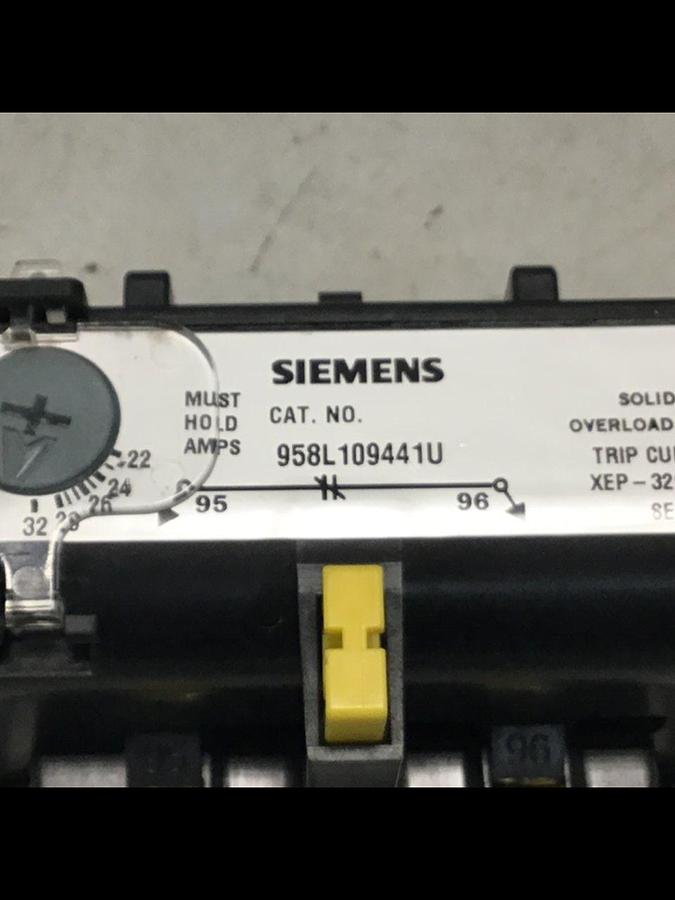 SIEMENS
MUST
HOLD
AMPS
CAT. NO.
958L109441U
SOLID
OVERLOAD
TRIP
XEP-32
22
24
26
28
32
95
96
96